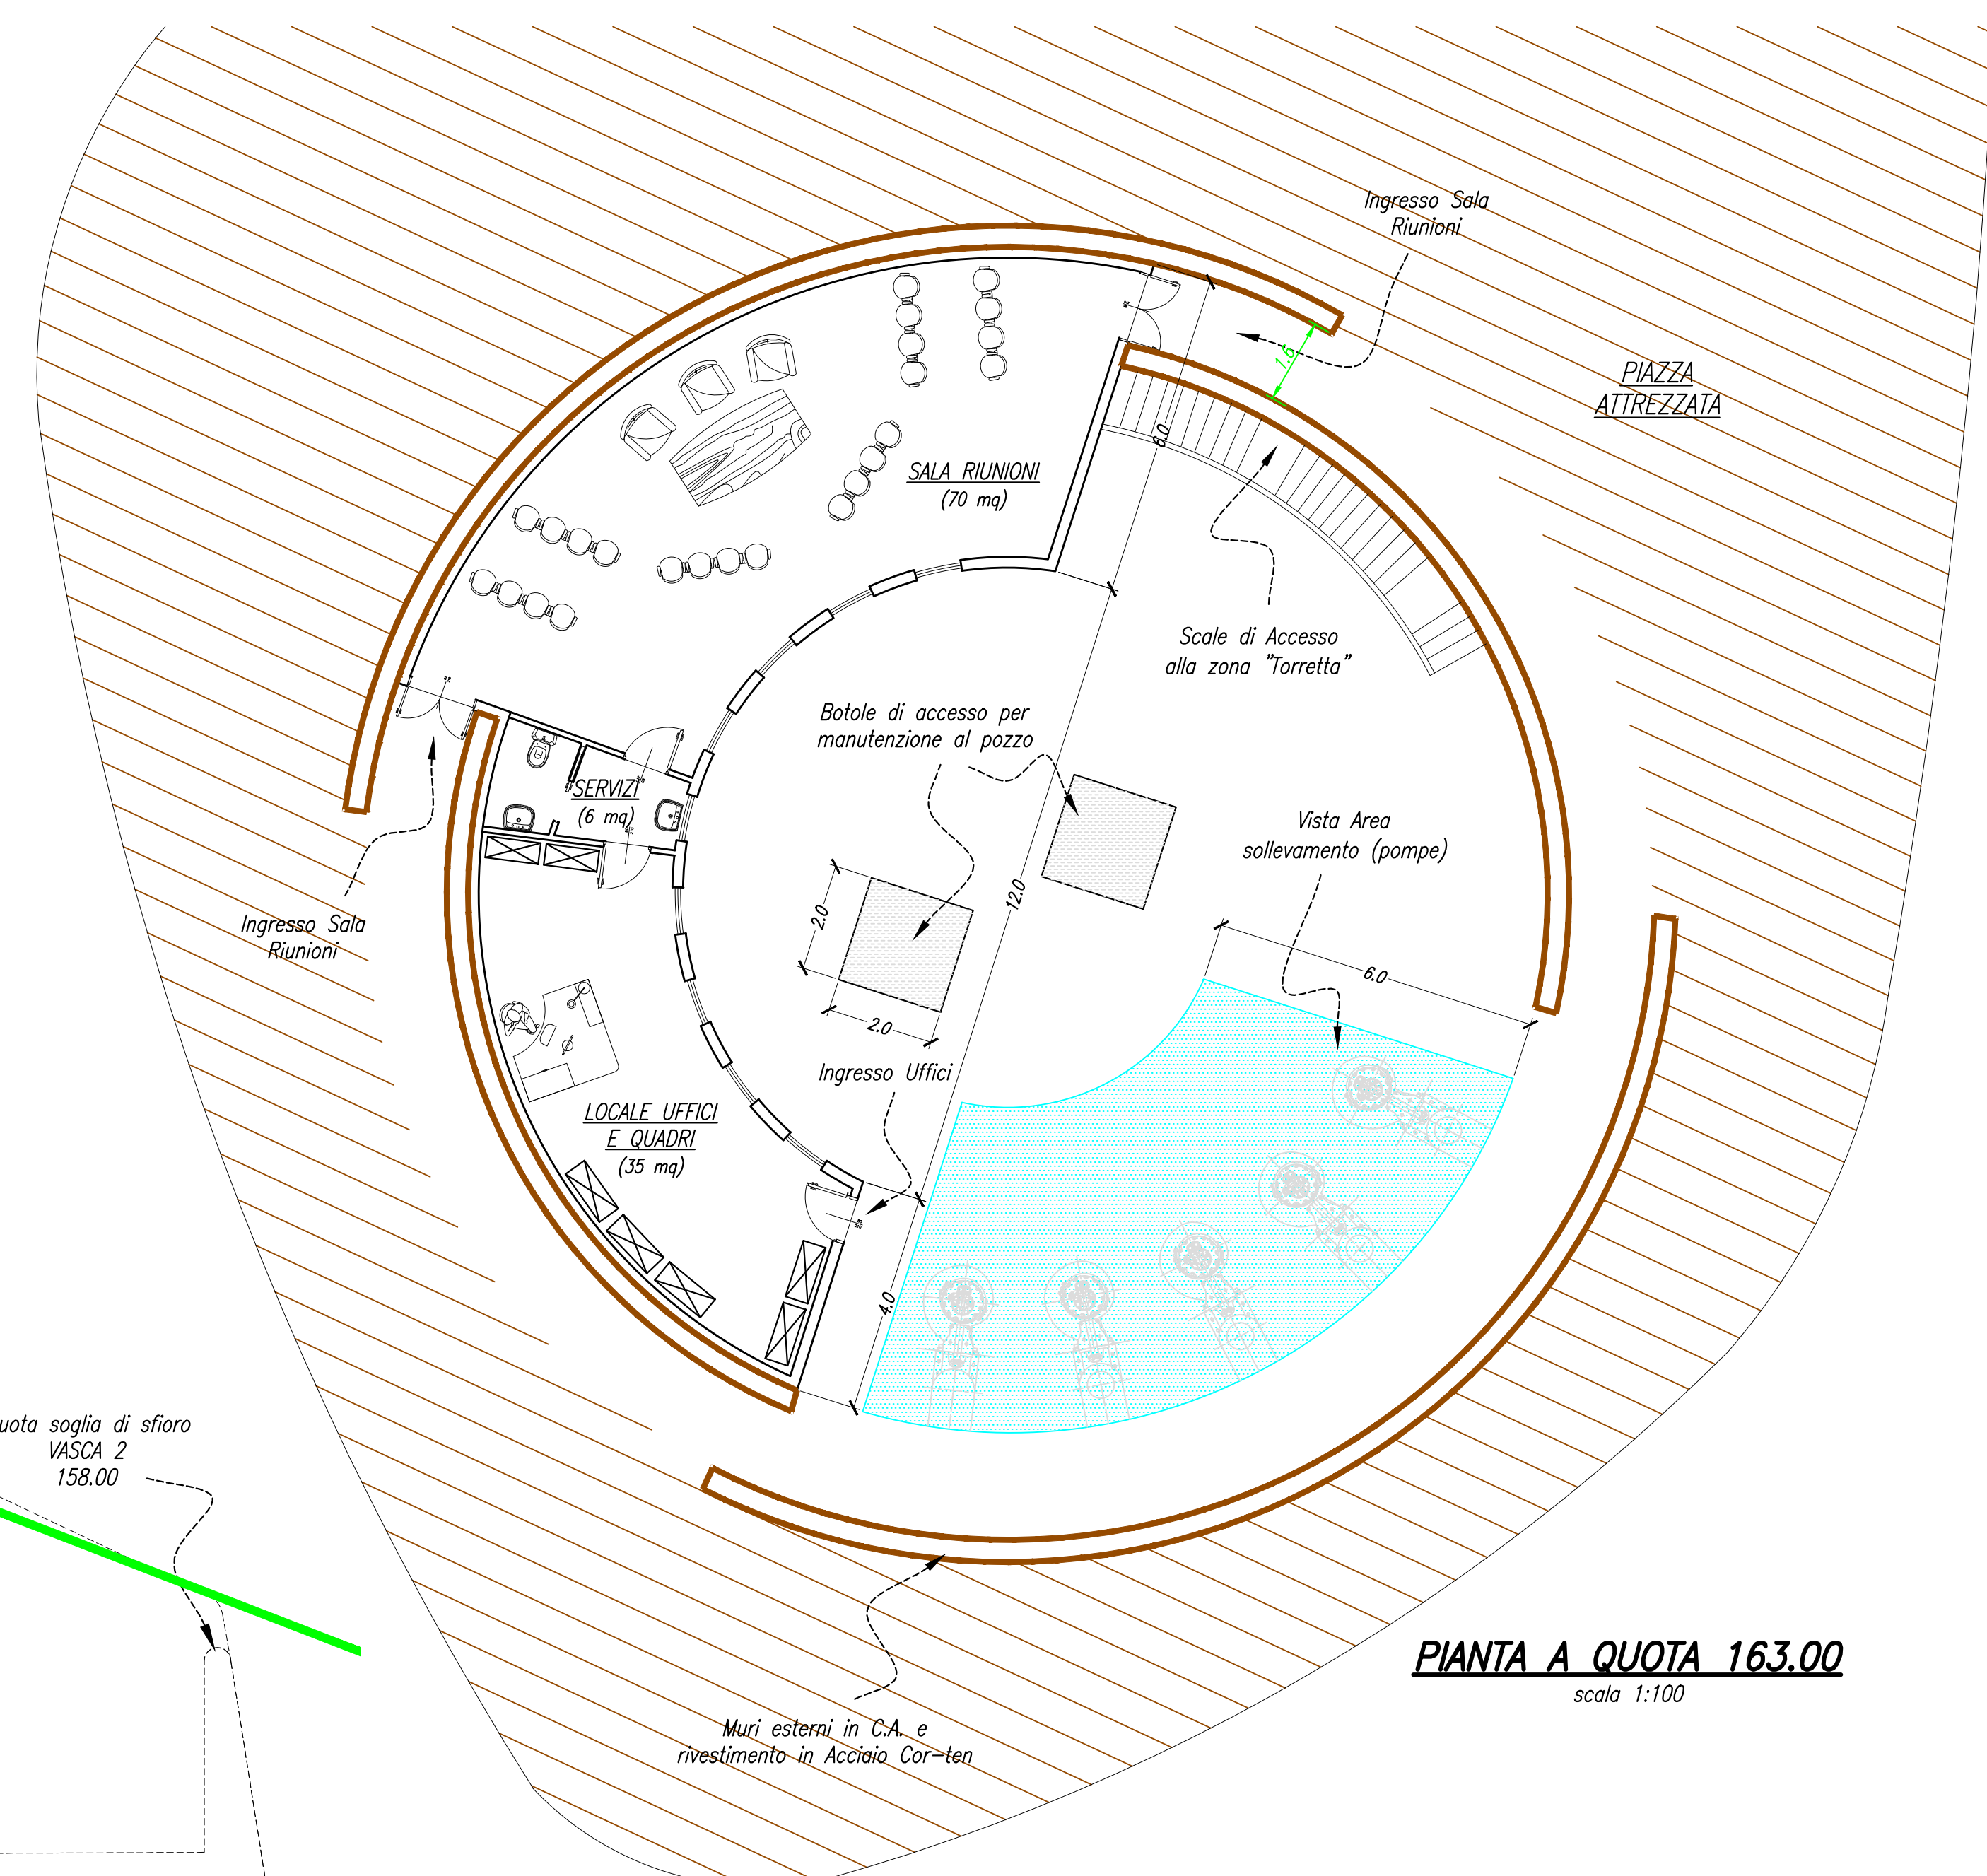 Ingresso Sala
Riunioni
PIAZZA
ATTREZZATA
1.6
6.0
SALA RIUNIONI
(70 mq)
Scale di Accesso
alla zona "Torretta"
Botole di accesso per
manutenzione al pozzo
SERVIZI
(6 mq)
Vista Area
sollevamento (pompe)
12.0
2.0
2.0
6.0
Ingresso Sala
Riunioni
Ingresso Uffici
LOCALE UFFICI
E QUADRI
(35 mq)
4.0
uota soglia di sfioro
VASCA 2
158.00
PIANTA A QUOTA 163.00
scala 1:100
Muri esterni in C.A. e
rivestimento in Acciaio Cor-ten